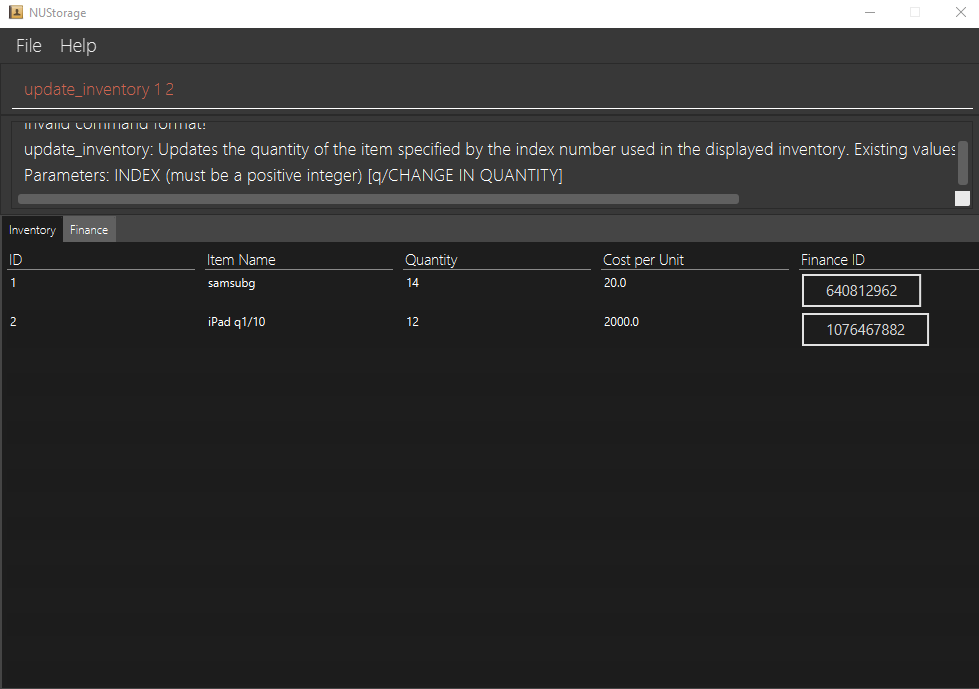 NUStorage
File Help
update_inventory 1 2
Invalid command format!
update_inventory: Updates the quantity of the item specified by the index number used in the displayed inventory. Existing values
Parameters: INDEX (must be a positive integer) [q/CHANGE IN QUANTITY]
Inventory Finance
ID Item Name Quantity Cost per Unit Finance ID
1 samsubg 14 20.0 640812962
2 iPad q1/10 12 2000.0 1076467882